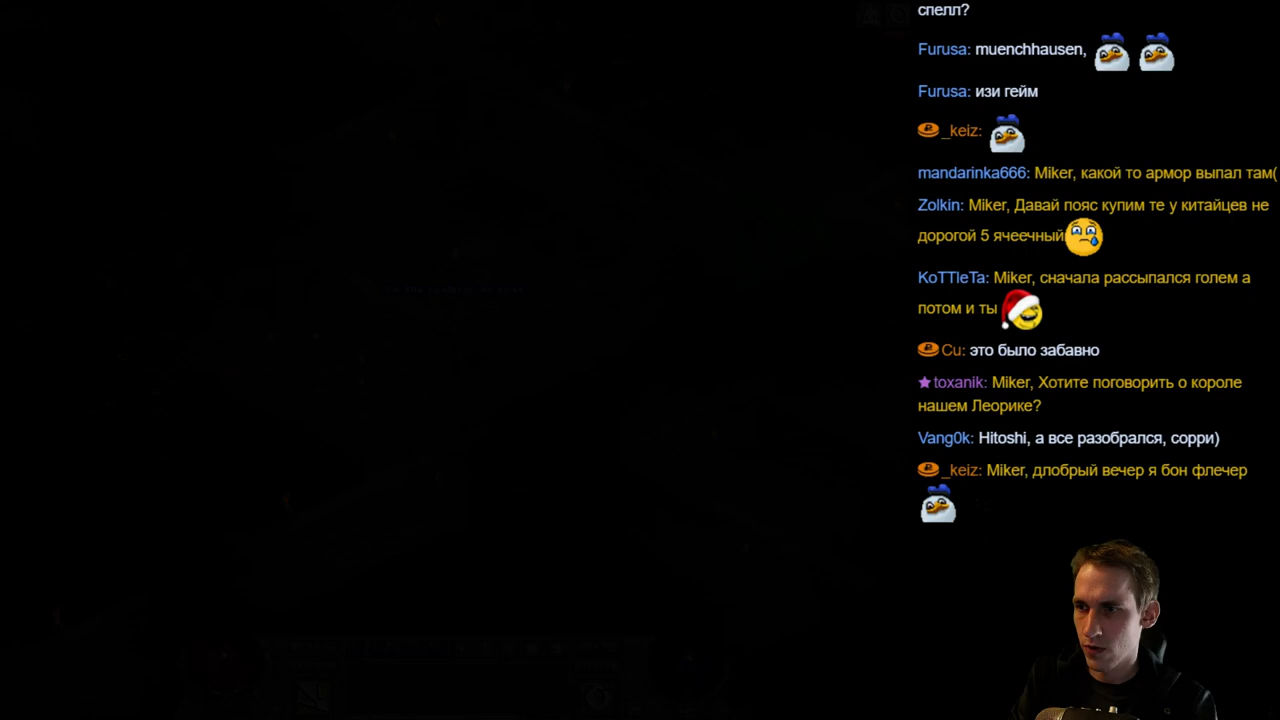 спелл?
Furusa: muenchhausen,
Furusa: изи гейм
_keiz:
mandarinka666: Miker, какой то армор выпал там(
Zolkin: Miker, Давай пояс купим те у китайцев не
дорогой 5 ячеечный
KoTTleTa: Miker, сначала рассыпался голем а
потом и ты
Cu: это было забавно
toxanik: Miker, Хотите поговорить о короле
нашем Леорике?
Vang0k: Hitoshi, а все разобрался, сорри)
_keiz: Miker, длобрый вечер я бон флечер